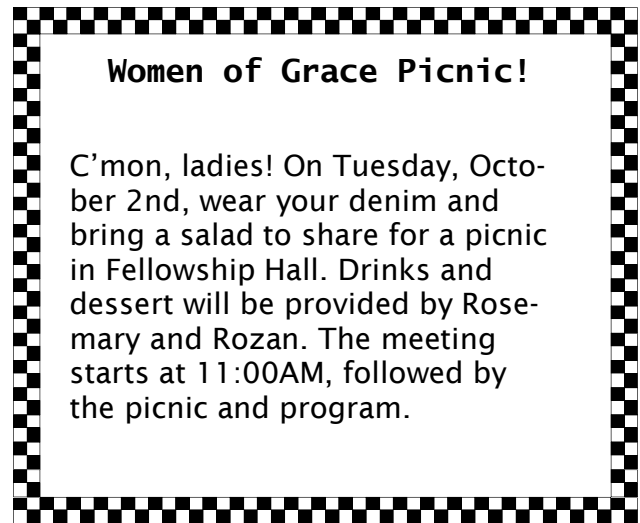 Women of Grace Picnic!
C’mon, ladies! On Tuesday, Octo-
ber 2nd, wear your denim and
bring a salad to share for a picnic
in Fellowship Hall. Drinks and
dessert will be provided by Rose-
mary and Rozan. The meeting
starts at 11:00AM, followed by
the picnic and program.